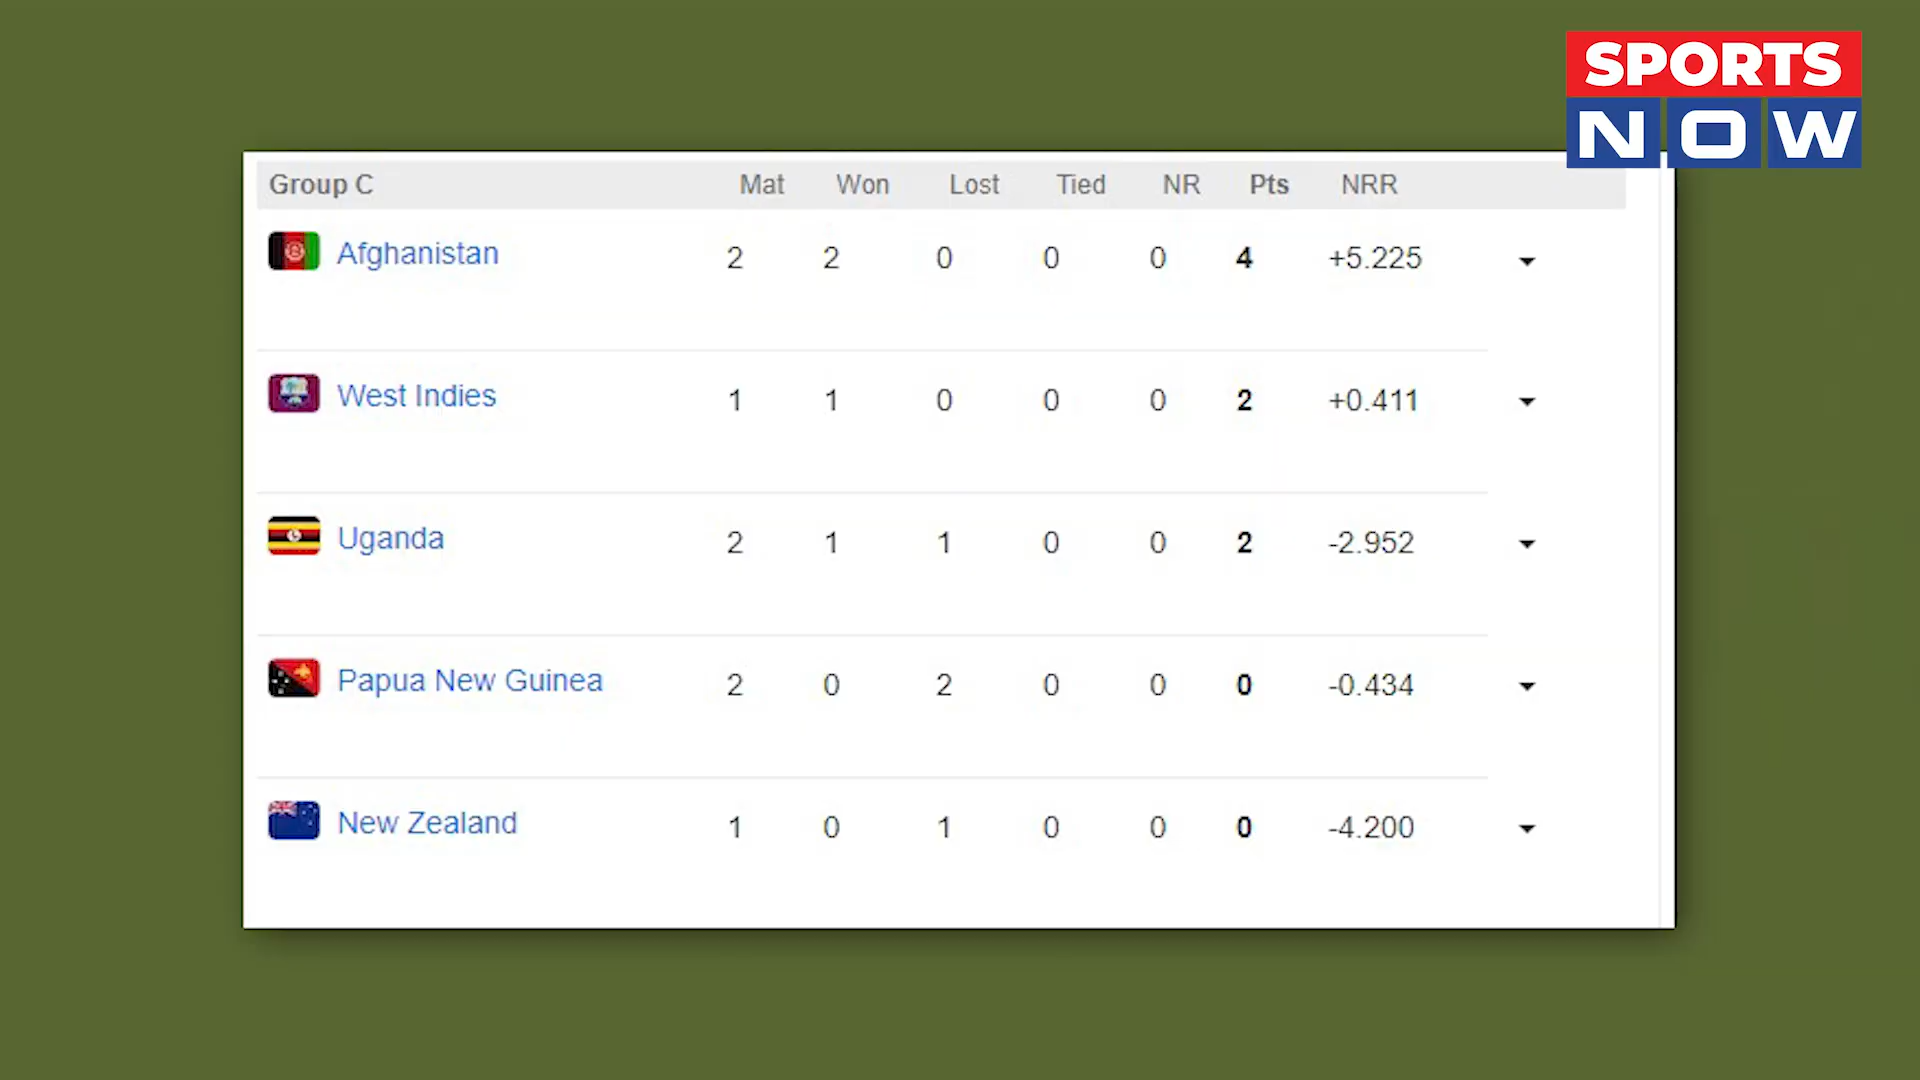 SPORTS
NOW
Group C Mat Won Lost Tied NR Pts NRR
Afghanistan 2 2 0 0 0 4 +5.225
West Indies 1 1 0 0 0 2 +0.411
Uganda 2 1 1 0 0 2 -2.952
Papua New Guinea 2 0 2 0 0 0 -0.434
New Zealand 1 0 1 0 0 0 -4.200